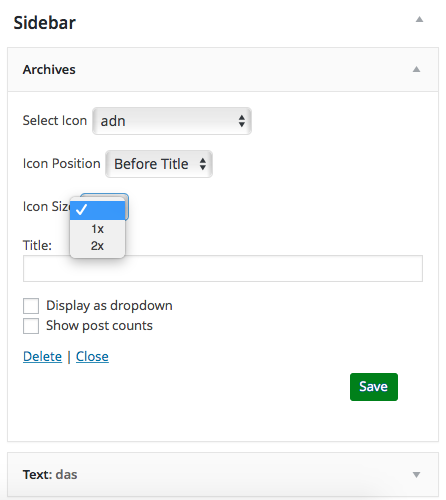 Sidebar
Archives
Select Icon adn
Icon Position Before Title
Icon Siz
1x
2x
Title:
Display as dropdown
Show post counts
Delete | Close
Save
Text: das